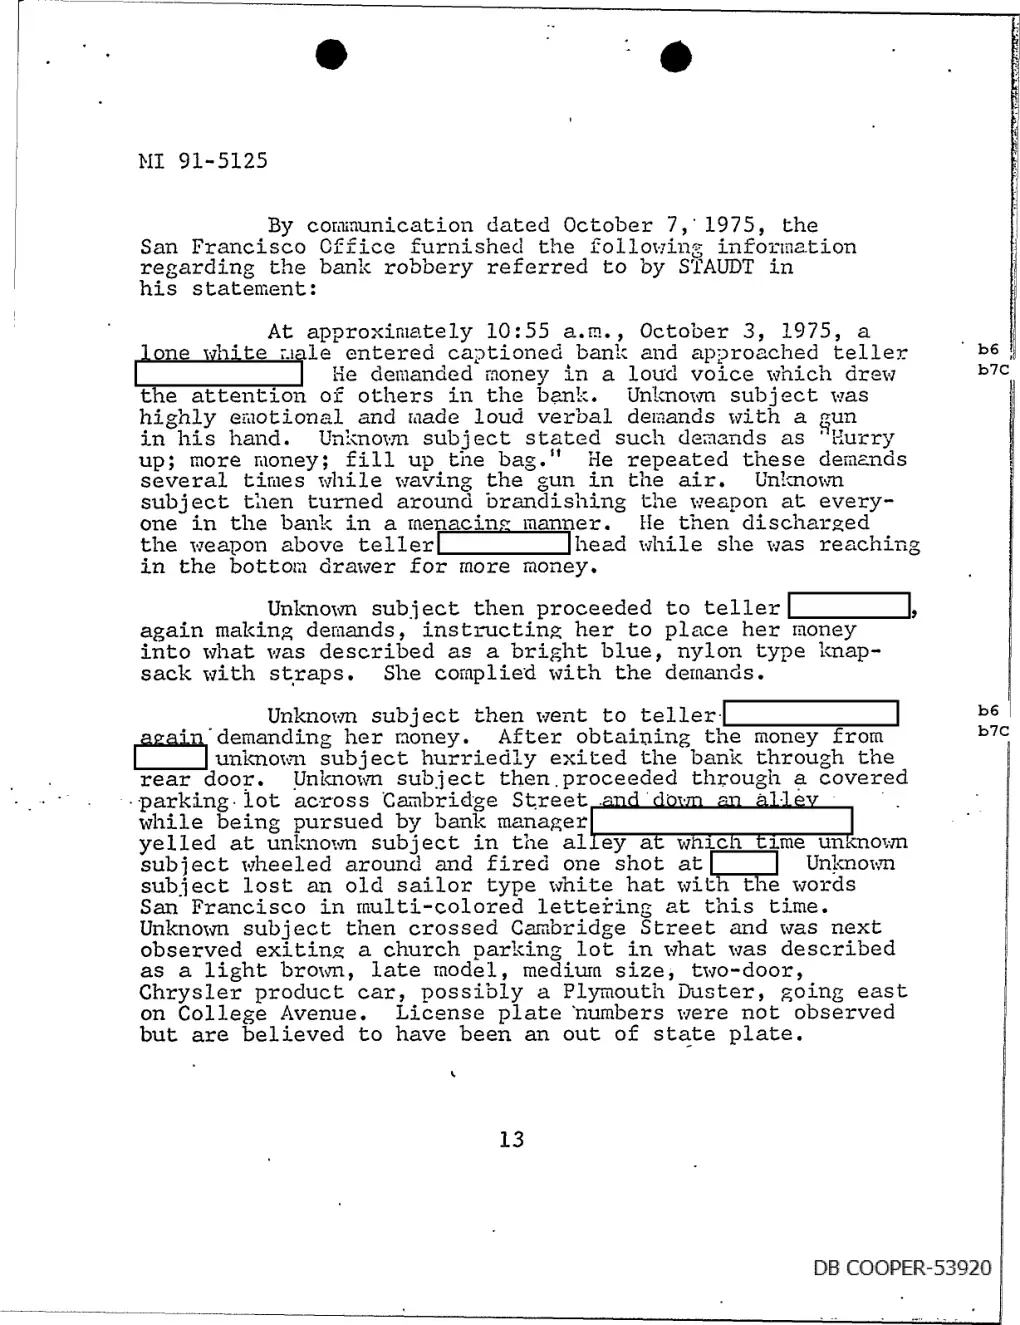 MI 91-5125
By communication dated October 7, 1975, the
San Francisco Office furnished the following information
regarding the bank robbery referred to by STAUDT in
his statement:
At approximately 10:55 a.m., October 3, 1975, a
lone white male entered captioned bank and approached teller
b6
He demanded money in a loud voice which drew
b7C
the attention of others in the bank. Unknown subject was
highly emotional and made loud verbal demands with a gun
in his hand. Unknown subject stated such demands as "Hurry
up; more money; fill up the bag." He repeated these demands
several times while waving the gun in the air. Unknown
subject then turned around brandishing the weapon at every-
one in the bank in a menacing manner. He then discharged
the weapon above teller head while she was reaching
in the bottom drawer for more money.
Unknown subject then proceeded to teller ,
again making demands, instructing her to place her money
into what was described as a bright blue, nylon type knap-
sack with straps. She complied with the demands.
Unknown subject then went to teller
b6
again demanding her money. After obtaining the money from
b7C
unknown subject hurriedly exited the bank through the
rear door. Unknown subject then proceeded through a covered
parking lot across Cambridge Street and down an alley
while being pursued by bank manager
yelled at unknown subject in the alley at which time unknown
subject wheeled around and fired one shot at Unknown
subject lost an old sailor type white hat with the words
San Francisco in multi-colored lettering at this time.
Unknown subject then crossed Cambridge Street and was next
observed exiting a church parking lot in what was described
as a light brown, late model, medium size, two-door,
Chrysler product car, possibly a Plymouth Duster, going east
on College Avenue. License plate numbers were not observed
but are believed to have been an out of state plate.
13
DB COOPER-53920